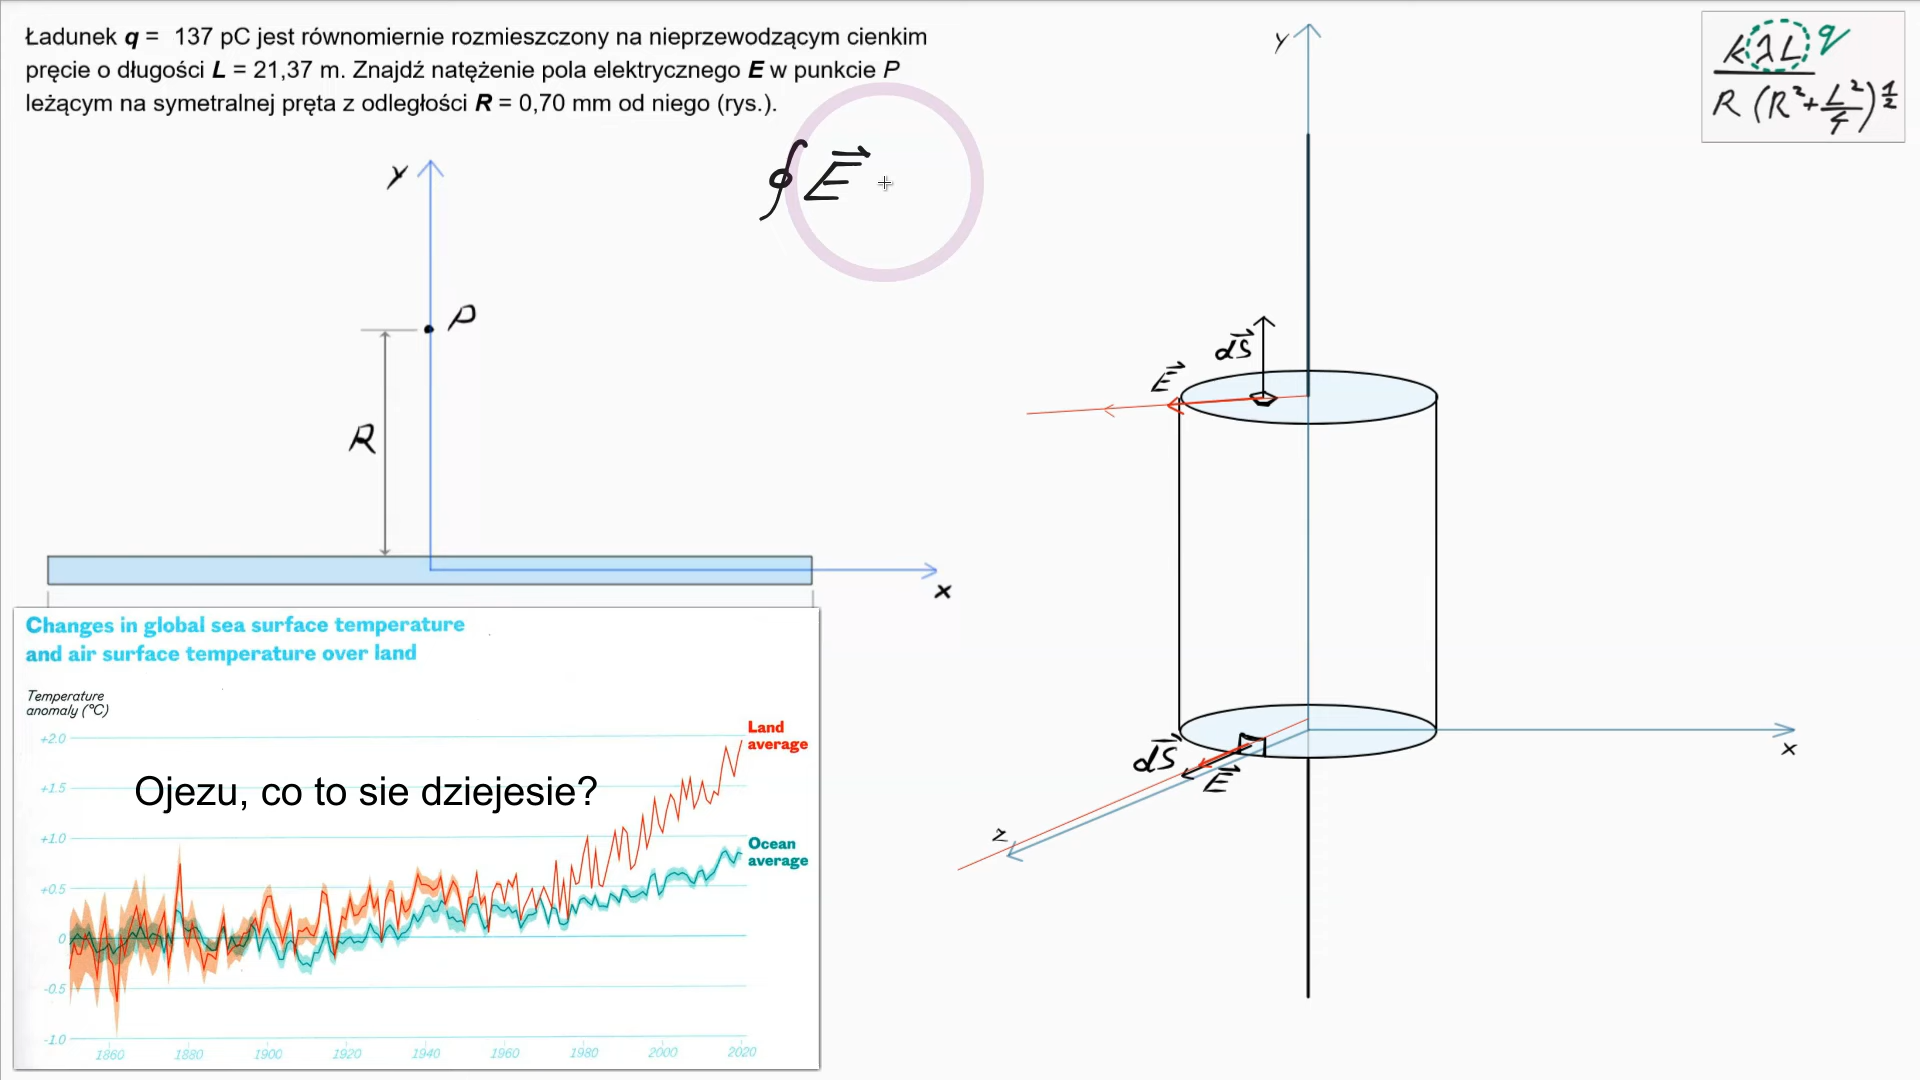 Ładunek q = 137 pC jest równomiernie rozmieszczony na nieprzewodzącym cienkim
pręcie o długości L = 21,37 m. Znajdź natężenie pola elektrycznego E w punkcie P
leżącym na symetralnej pręta z odległości R = 0,70 mm od niego (rys.).
kλL q
R (R²+L²/4)^1/2
∮E⃗
y
P
R
x
y
dS⃗
E⃗
dS⃗
E⃗
x
z
Changes in global sea surface temperature
and air surface temperature over land
Temperature
anomaly (°C)
Land
average
+2.0
+1.5
Ojezu, co to sie dziejesie?
+1.0
Ocean
average
+0.5
0
-0.5
-1.0
1860 1880 1900 1920 1940 1960 1980 2000 2020